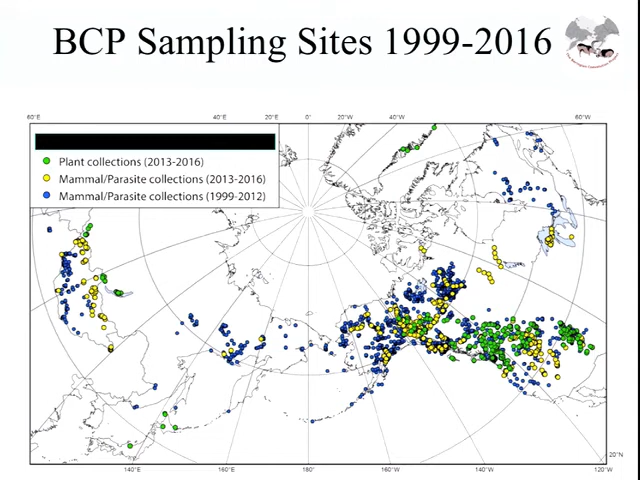 BCP Sampling Sites 1999-2016
60°E 40°E 20°E 0° 20°W 40°W 60°W
Plant collections (2013-2016)
Mammal/Parasite collections (2013-2016)
Mammal/Parasite collections (1999-2012)
20°N
140°E 160°E 180° 160°W 140°W 120°W